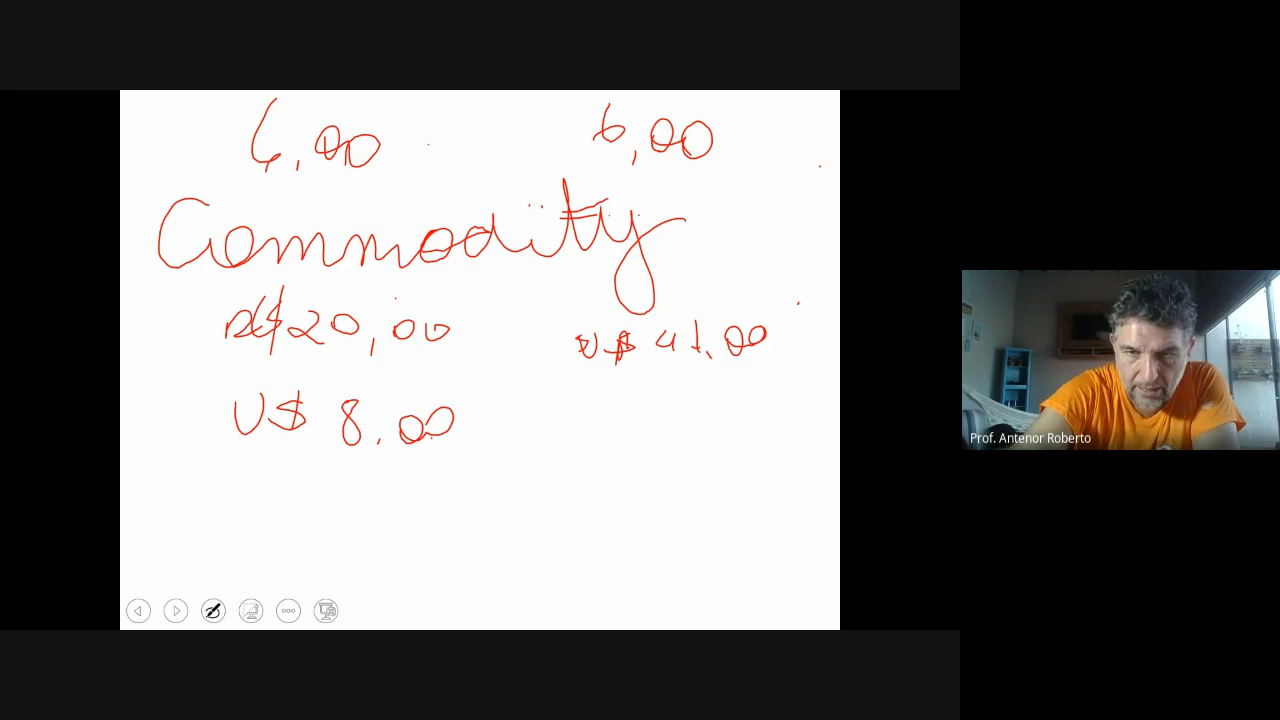 6,00 6,00
Commodity
R$20,00 U$ 41,00
U$ 8,00
Prof. Antenor Roberto